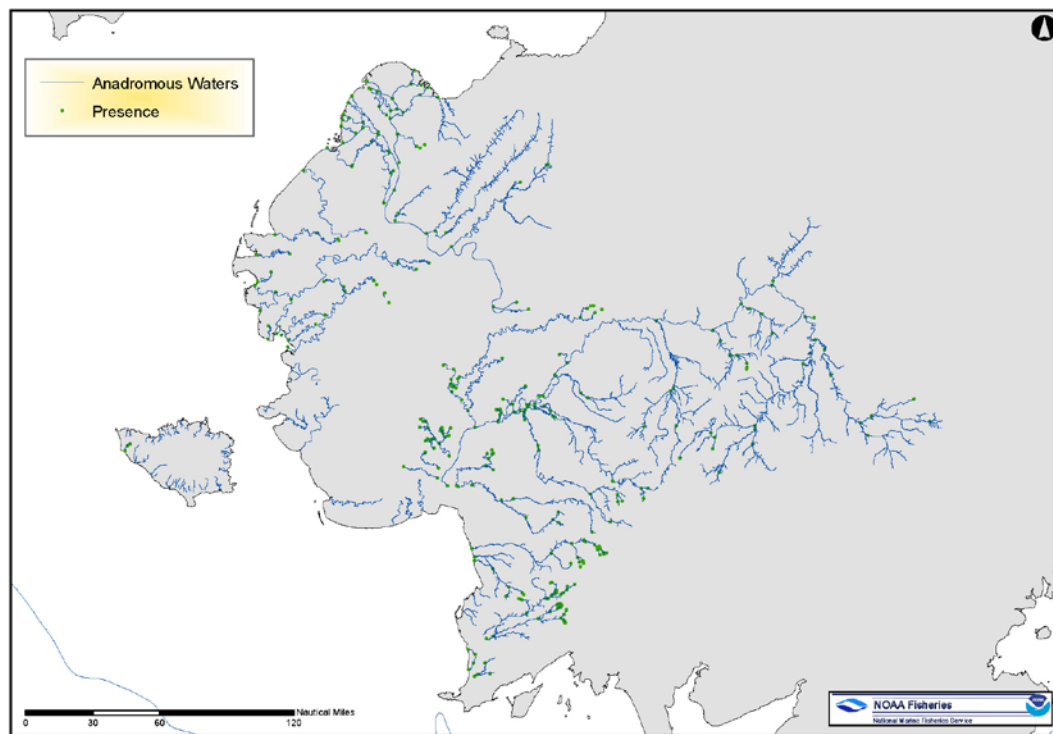 Anadromous Waters
Presence
0 30 60 120 Nautical Miles
NOAA Fisheries
National Marine Fisheries Service